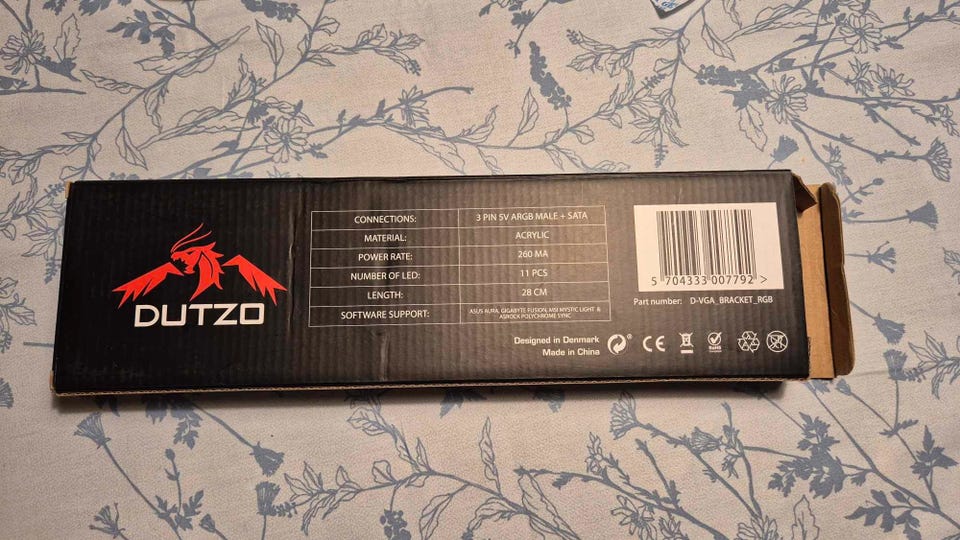 DUTZO
CONNECTIONS: 3 PIN 5V ARGB MALE + SATA
MATERIAL: ACRYLIC
POWER RATE: 260 MA
NUMBER OF LED: 11 PCS
LENGTH: 28 CM
SOFTWARE SUPPORT: ASUS AURA, GIGABYTE FUSION, MSI MYSTIC LIGHT &
ASROCK POLYCHROME SYNC
5 704333 007792 >
Part number: D-VGA_BRACKET_RGB
Designed in Denmark
Made in China
CE
RoHS